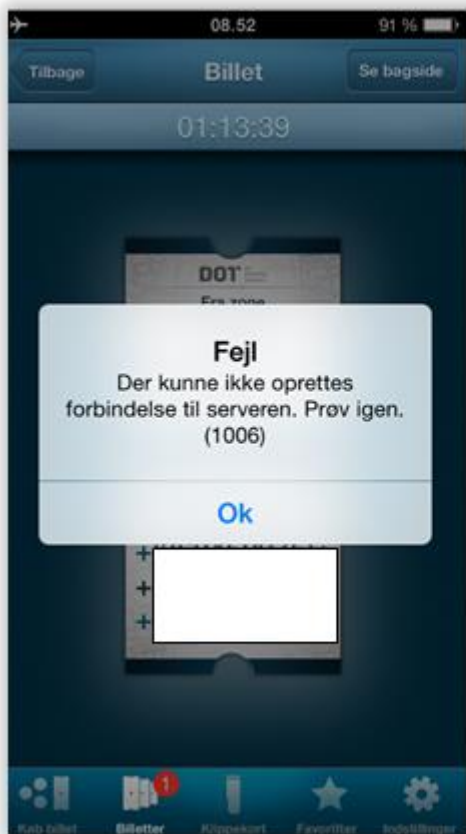 08.52
91 %
Tilbage
Billet
Se bagside
01:13:39
DOT
Fra zone
Fejl
Der kunne ikke oprettes
forbindelse til serveren. Prøv igen.
(1006)
Ok
+
+
+
1
Køb billet
Billetter
Klippekort
Favoritter
Indstillinger